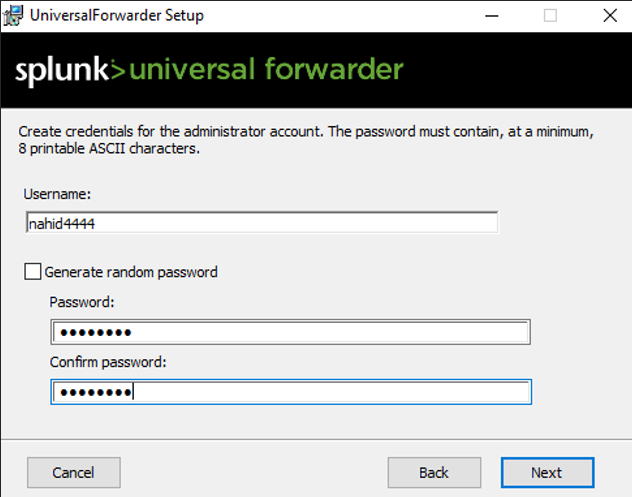 UniversalForwarder Setup
splunk>universal forwarder
Create credentials for the administrator account. The password must contain, at a minimum,
8 printable ASCII characters.
Username:
nahid4444
Generate random password
Password:
••••••••
Confirm password:
••••••••
Cancel
Back
Next